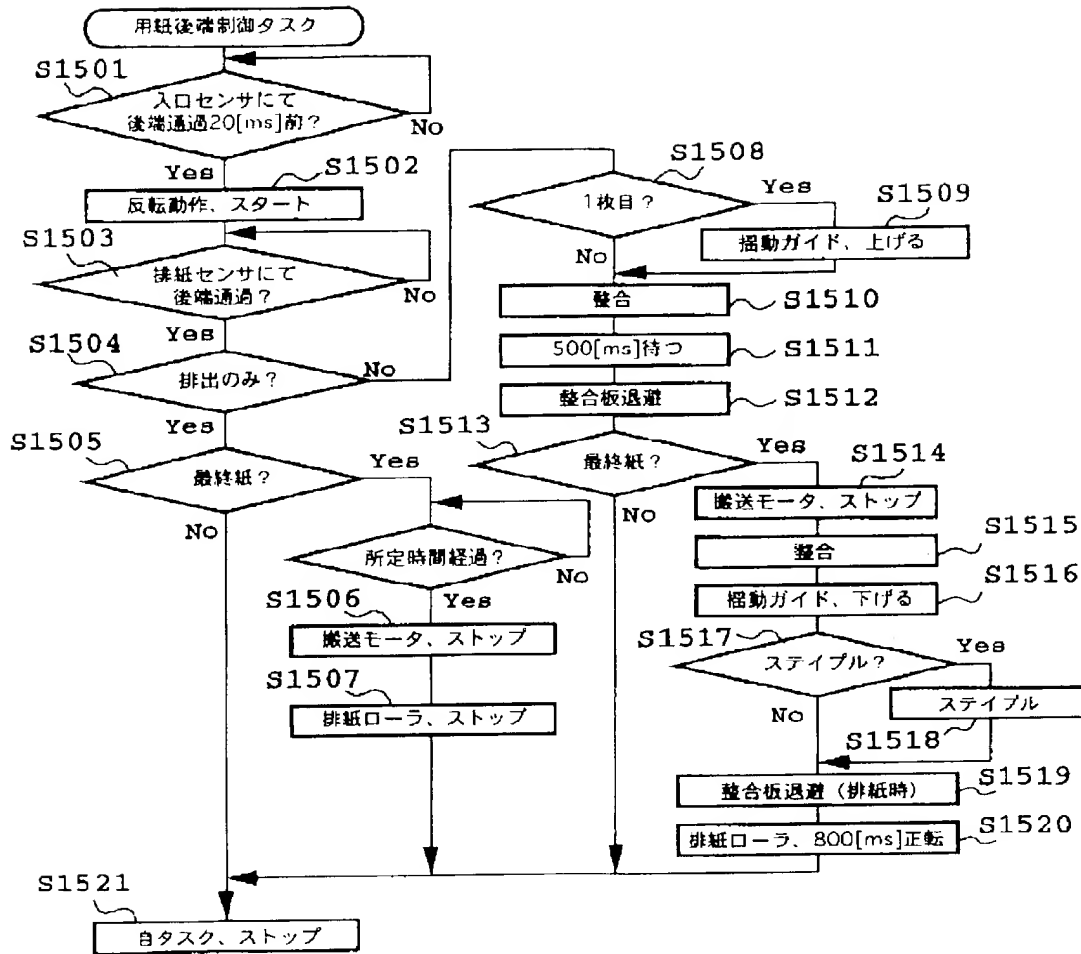 用紙後端制御タスク
S1501
入口センサにて
後端通過20[ms]前？
No
Yes
S1502
反転動作、スタート
S1503
排紙センサにて
後端通過？
No
Yes
S1504
排出のみ？
No
Yes
S1505
最終紙？
Yes
No
所定時間経過？
No
Yes
S1506
搬送モータ、ストップ
S1507
排紙ローラ、ストップ
S1508
1枚目？
Yes
S1509
揺動ガイド、上げる
No
整合
S1510
500[ms]待つ
S1511
整合板退避
S1512
S1513
最終紙？
Yes
No
S1514
搬送モータ、ストップ
S1515
整合
S1516
揺動ガイド、下げる
S1517
ステイプル？
Yes
No
ステイプル
S1518
整合板退避（排紙時）
S1519
排紙ローラ、800[ms]正転
S1520
S1521
自タスク、ストップ